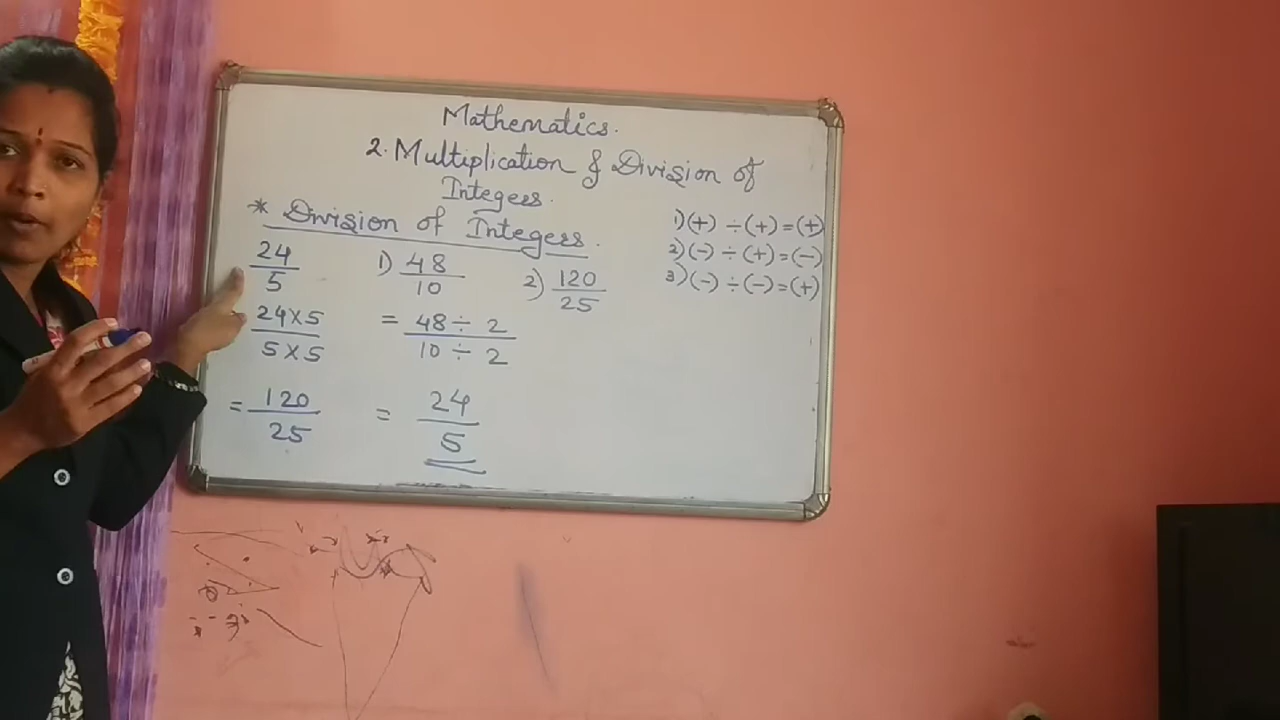 Mathematics.
2. Multiplication & Division of
Integers.
* Division of Integers.
24/5
24×5/5×5
= 120/25
1) 48/10
= 48÷2/10÷2
= 24/5
2) 120/25
1) (+) ÷ (+) = (+)
2) (-) ÷ (+) = (-)
3) (-) ÷ (-) = (+)